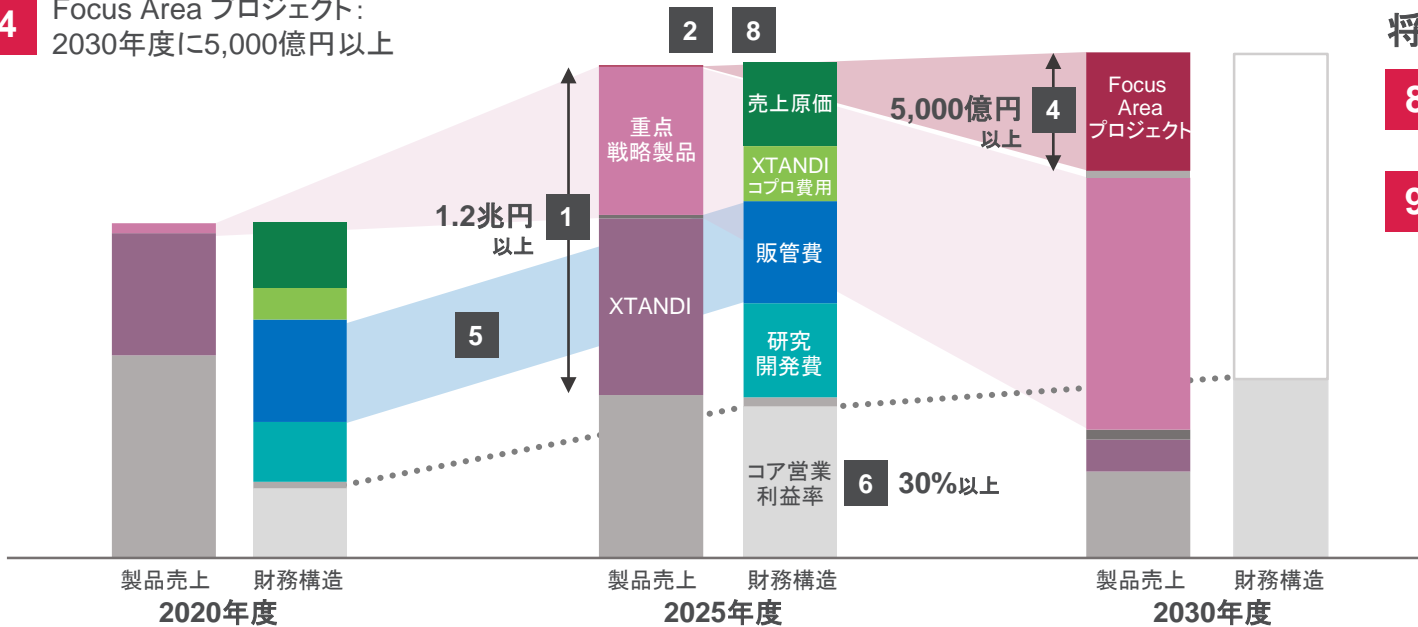 4
Focus Area プロジェクト:
2030年度に5,000億円以上
2
8
将
8
9
売上原価
XTANDI
コプロ費用
販管費
研究
開発費
コア営業
利益率
重点
戦略製品
XTANDI
1.2兆円
以上
1
5
6
30%以上
5,000億円
以上
4
Focus
Area
プロジェクト
製品売上
財務構造
2020年度
製品売上
財務構造
2025年度
製品売上
財務構造
2030年度